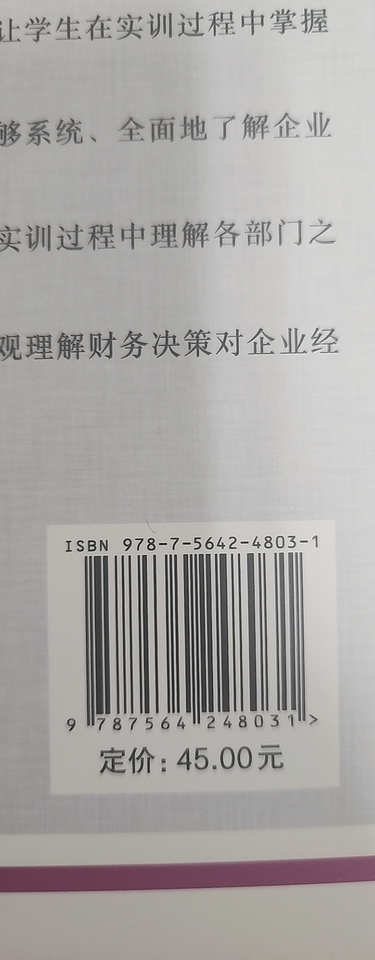 让学生在实训过程中掌握
够系统、全面地了解企业
实训过程中理解各部门之
观理解财务决策对企业经
ISBN 978-7-5642-4803-1
9 787564 248031 >
定价: 45.00元